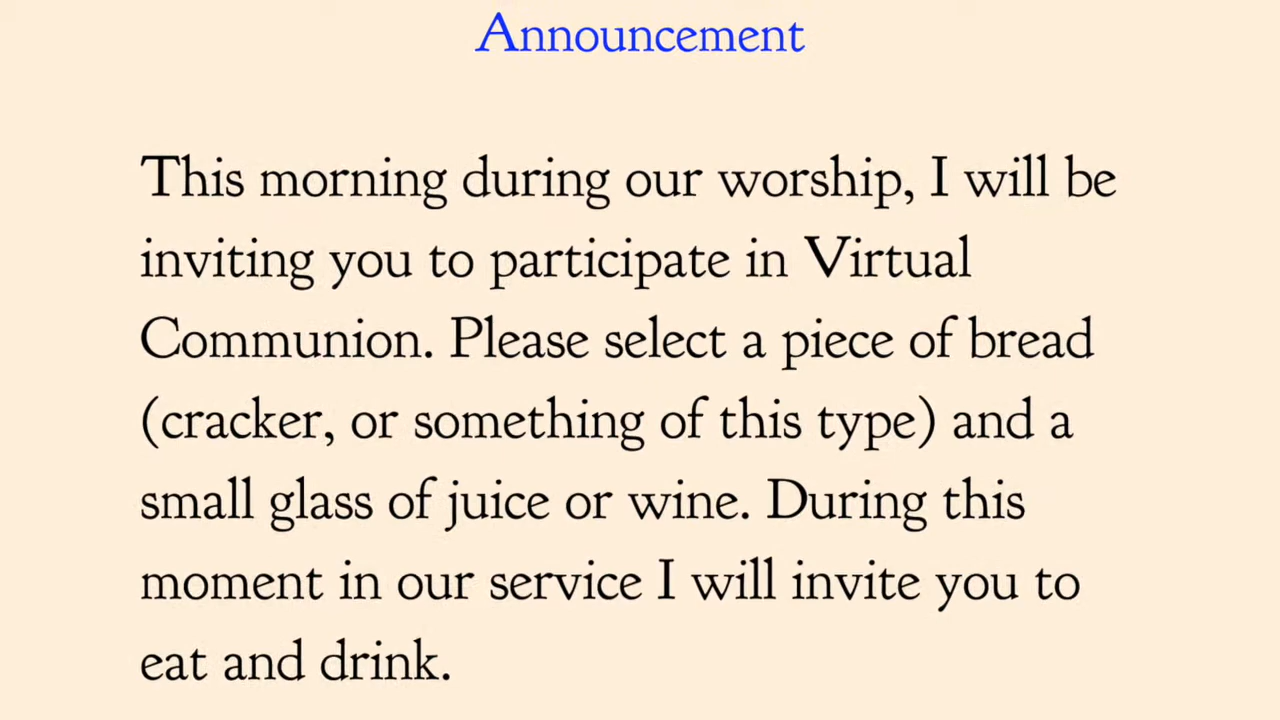 Announcement
This morning during our worship, I will be
inviting you to participate in Virtual
Communion. Please select a piece of bread
(cracker, or something of this type) and a
small glass of juice or wine. During this
moment in our service I will invite you to
eat and drink.